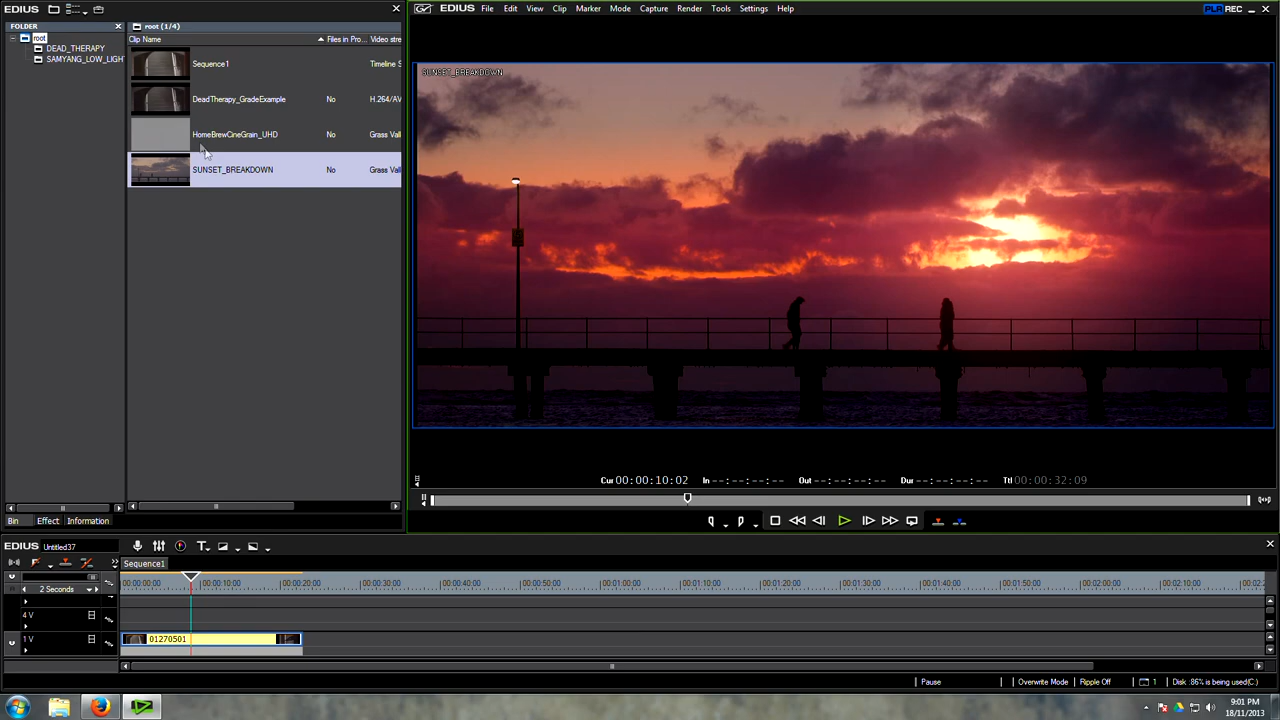 EDIUS
FOLDER
root
DEAD_THERAPY
SAMYANG_LOW_LIGH
root (1/4)
Clip Name Files in Pro... Video stre
Sequence1 Timeline S
DeadTherapy_GradeExample No H.264/AV
HomeBrewCineGrain_UHD No Grass Vall
SUNSET_BREAKDOWN No Grass Vall
Bin Effect Information
EDIUS File Edit View Clip Marker Mode Capture Render Tools Settings Help PLR REC
SUNSET_BREAKDOWN
Cur 00:00:10:02 In --:--:--:-- Out --:--:--:-- Dur --:--:--:-- Ttl 00:00:32:09
EDIUS Untitled37
Sequence1
2 Seconds
00:00:00:00 00:00:10:00 00:00:20:00 00:00:30:00 00:00:40:00 00:00:50:00 00:01:00:00 00:01:10:00 00:01:20:00 00:01:30:00 00:01:40:00 00:01:50:00 00:02:00:00 00:02:10:00 00:02:2
4 V
1 V
01270501
Pause Overwrite Mode Ripple Off 1 Disk :86% is being used(C:)
9:01 PM
18/11/2013